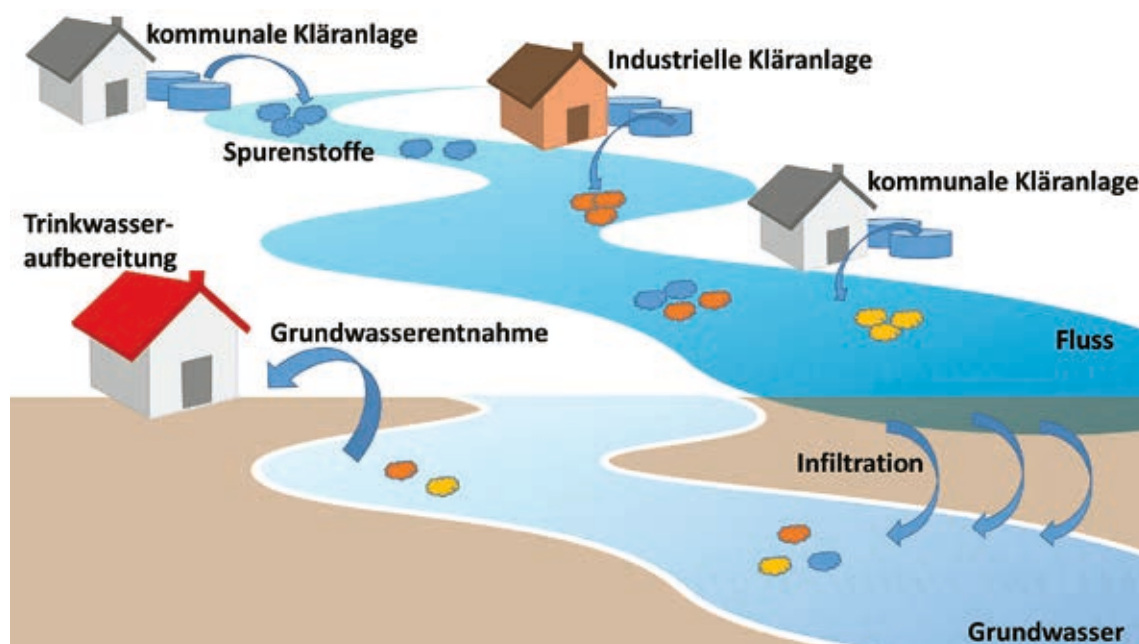 kommunale Kläranlage
Industrielle Kläranlage
Spurenstoffe
kommunale Kläranlage
Trinkwasser-
aufbereitung
Grundwasserentnahme
Fluss
Infiltration
Grundwasser